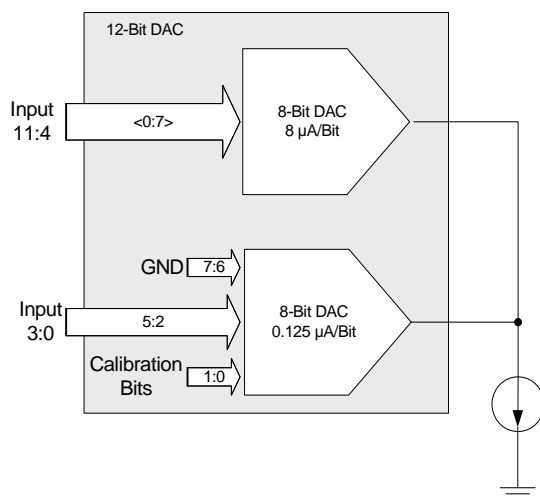 12-Bit DAC
Input
11:4
<0:7>
8-Bit DAC
8 µA/Bit
GND
7:6
Input
3:0
5:2
8-Bit DAC
0.125 µA/Bit
Calibration
Bits
1:0